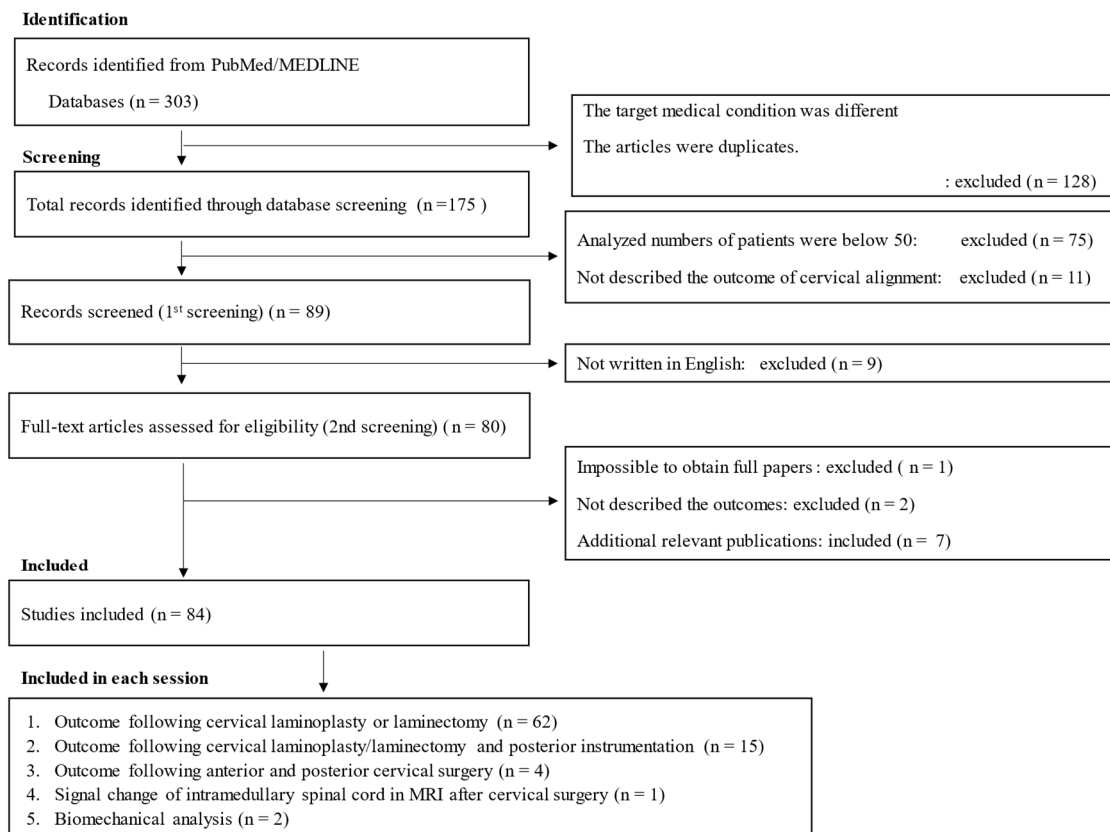 Identification
Records identified from PubMed/MEDLINE
Databases (n = 303)
The target medical condition was different
The articles were duplicates.
: excluded (n = 128)
Screening
Total records identified through database screening (n =175 )
Analyzed numbers of patients were below 50: excluded (n = 75)
Not described the outcome of cervical alignment: excluded (n = 11)
Records screened (1st screening) (n = 89)
Not written in English: excluded (n = 9)
Full-text articles assessed for eligibility (2nd screening) (n = 80)
Impossible to obtain full papers : excluded ( n = 1)
Not described the outcomes: excluded (n = 2)
Additional relevant publications: included (n = 7)
Included
Studies included (n = 84)
Included in each session
1. Outcome following cervical laminoplasty or laminectomy (n = 62)
2. Outcome following cervical laminoplasty/laminectomy and posterior instrumentation (n = 15)
3. Outcome following anterior and posterior cervical surgery (n = 4)
4. Signal change of intramedullary spinal cord in MRI after cervical surgery (n = 1)
5. Biomechanical analysis (n = 2)